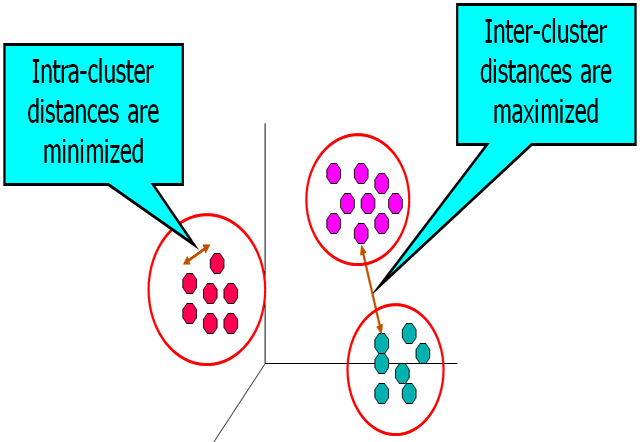 Intra-cluster
distances are
minimized
Inter-cluster
distances are
maximized